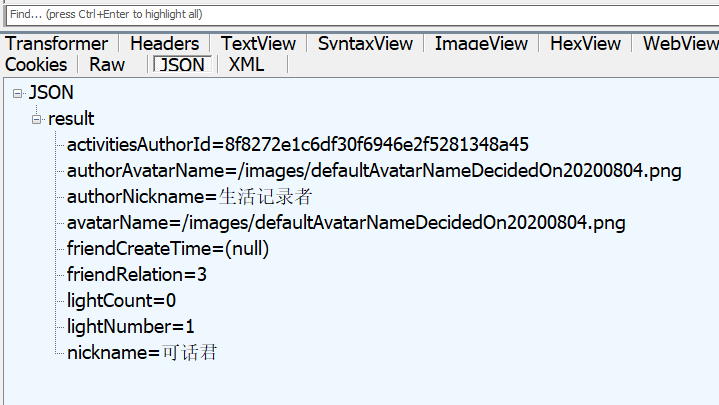 Find... (press Ctrl+Enter to highlight all)
Transformer Headers TextView SyntaxView ImageView HexView WebView
Cookies Raw JSON XML
JSON
result
activitiesAuthorId=8f8272e1c6df30f6946e2f5281348a45
authorAvatarName=/images/defaultAvatarNameDecidedOn20200804.png
authorNickname=生活记录者
avatarName=/images/defaultAvatarNameDecidedOn20200804.png
friendCreateTime=(null)
friendRelation=3
lightCount=0
lightNumber=1
nickname=可话君